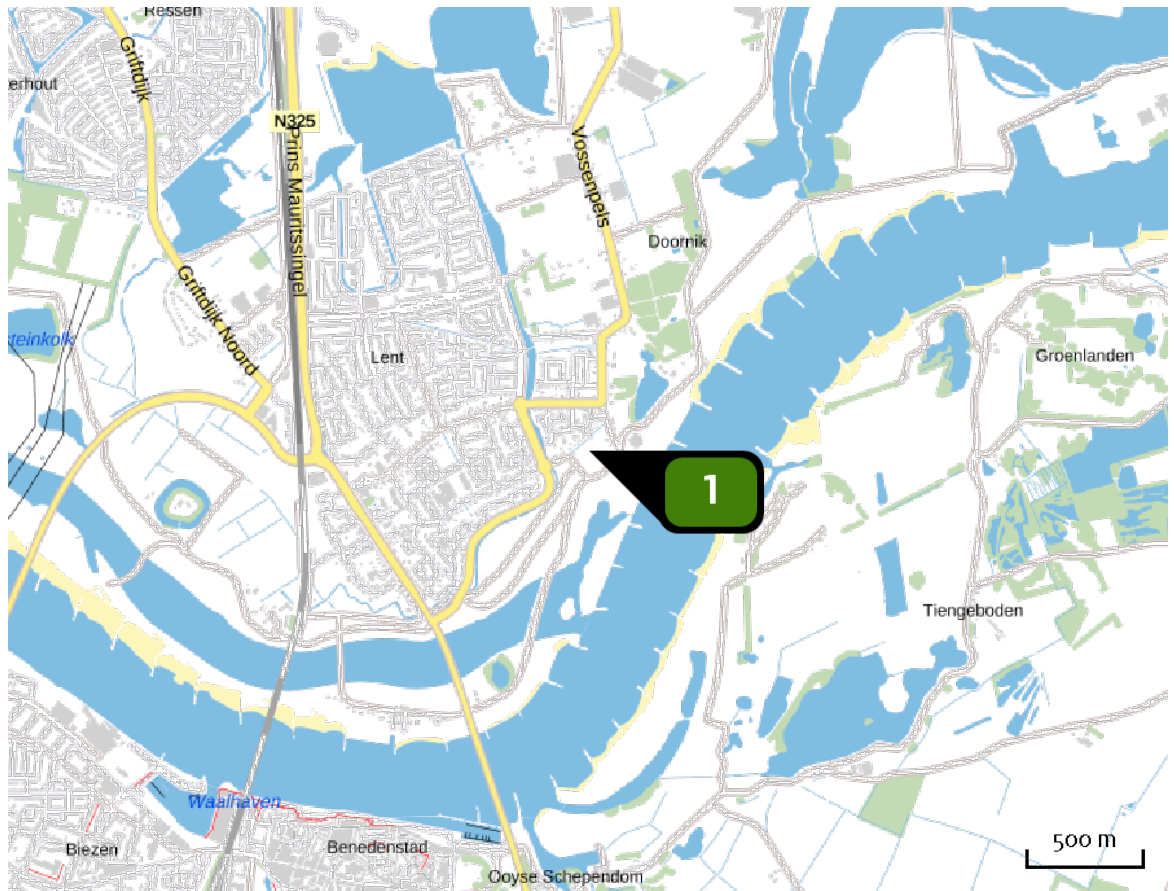 Ressen
Griftdijk
erhout
N325
Prins Mauritssingel
Vossenpels
Doornik
Griftdijk Noord
steinkolk
Lent
Groenlanden
1
Tiengeboden
Waalhaven
Biezen
Benedenstad
500 m
Ooyse Schependom